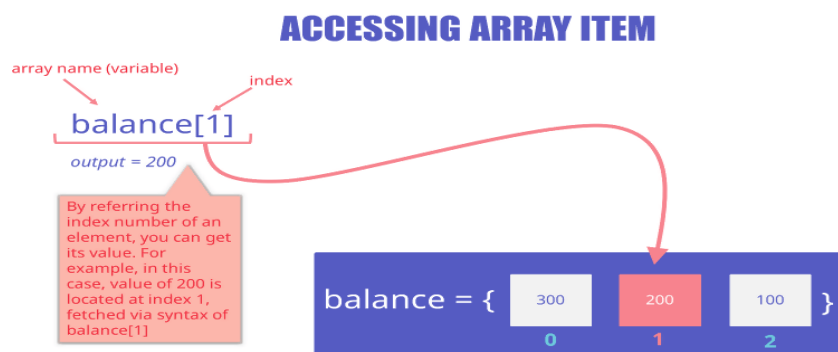 ACCESSING ARRAY ITEM
array name (variable)
index
balance[1]
output = 200
By referring the
index number of an
element, you can get
its value. For
example, in this
case, value of 200 is
located at index 1,
fetched via syntax of
balance[1]
balance = { 300 200 100 }
0 1 2